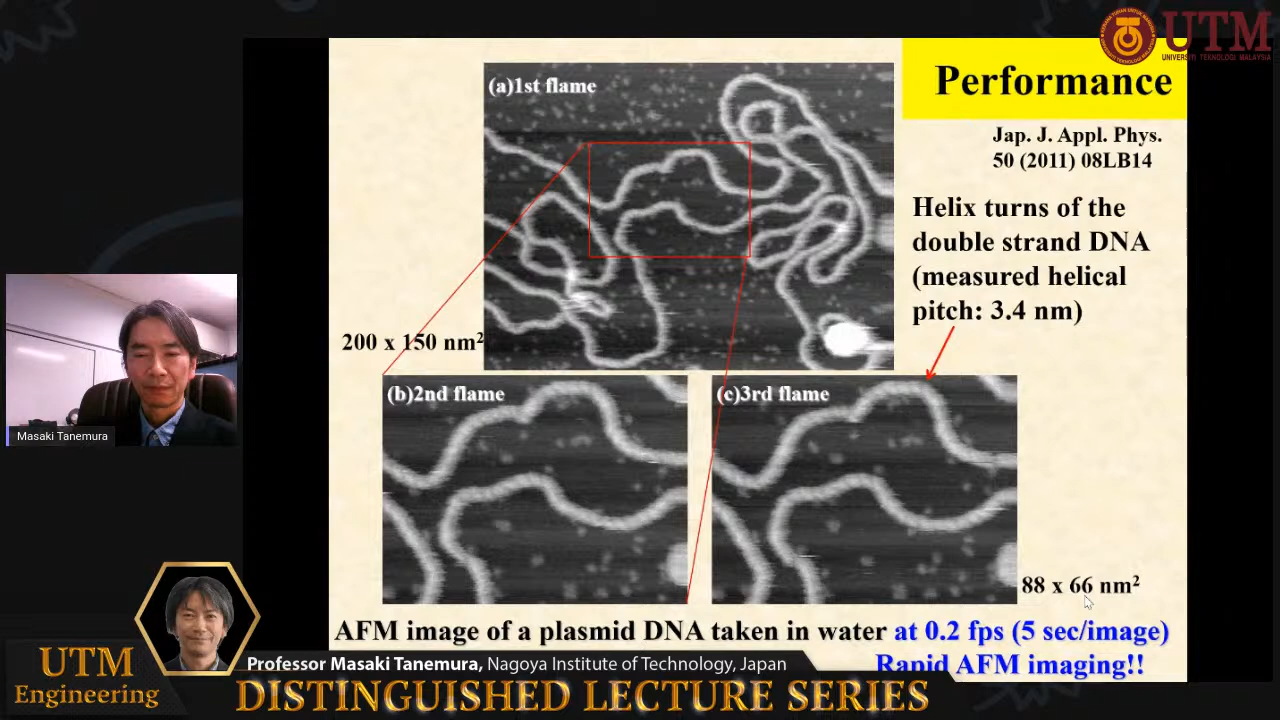 UTM
UNIVERSITI TEKNOLOGI MALAYSIA
Performance
(a)1st flame
Jap. J. Appl. Phys.
50 (2011) 08LB14
Helix turns of the
double strand DNA
(measured helical
pitch: 3.4 nm)
200 x 150 nm²
(b)2nd flame
(c)3rd flame
Masaki Tanemura
88 x 66 nm²
AFM image of a plasmid DNA taken in water at 0.2 fps (5 sec/image)
Rapid AFM imaging!!
UTM
Engineering
Professor Masaki Tanemura, Nagoya Institute of Technology, Japan
DISTINGUISHED LECTURE SERIES